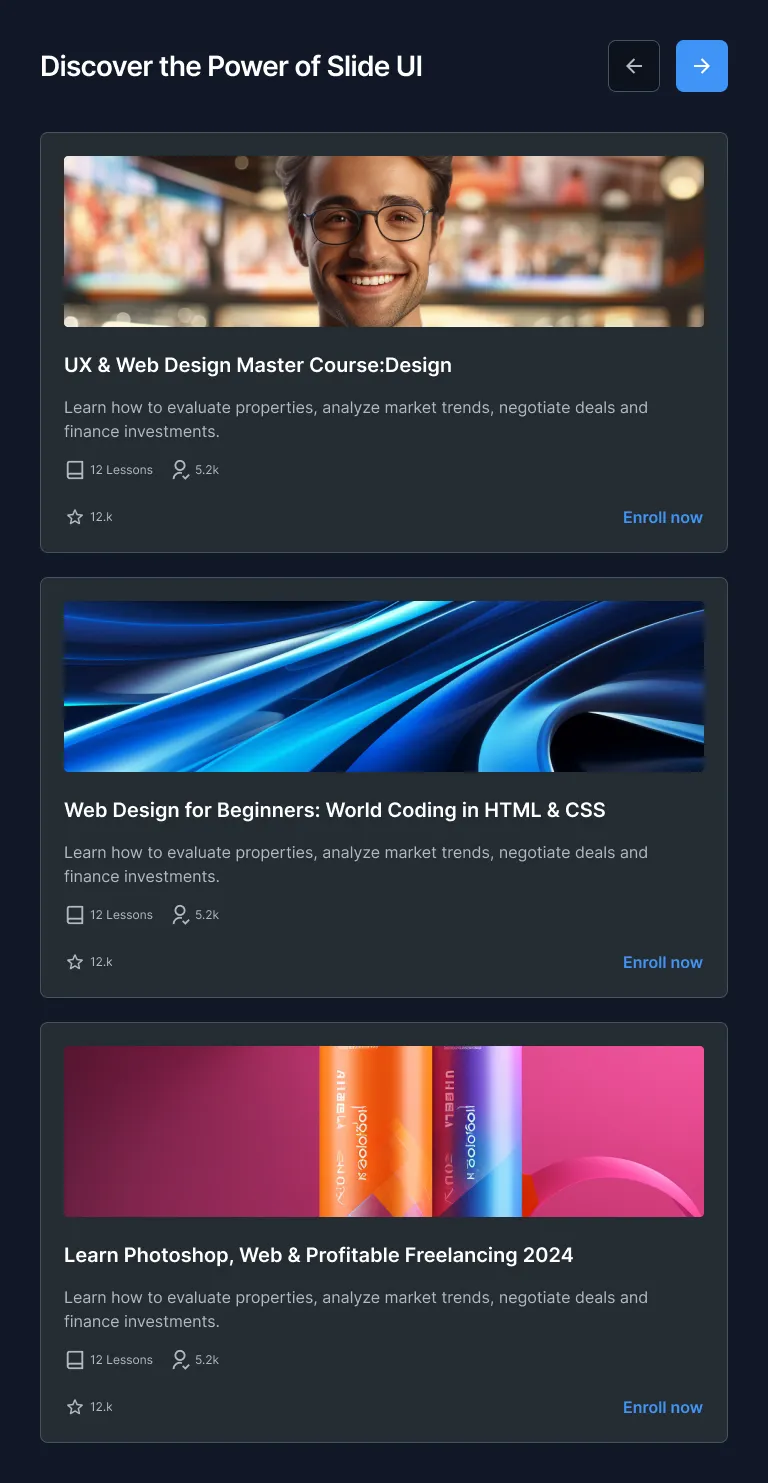 Discover the Power of Slide UI
UX & Web Design Master Course:Design
Learn how to evaluate properties, analyze market trends, negotiate deals and
finance investments.
12 Lessons 5.2k
12.k Enroll now
Web Design for Beginners: World Coding in HTML & CSS
Learn how to evaluate properties, analyze market trends, negotiate deals and
finance investments.
12 Lessons 5.2k
12.k Enroll now
Learn Photoshop, Web & Profitable Freelancing 2024
Learn how to evaluate properties, analyze market trends, negotiate deals and
finance investments.
12 Lessons 5.2k
12.k Enroll now